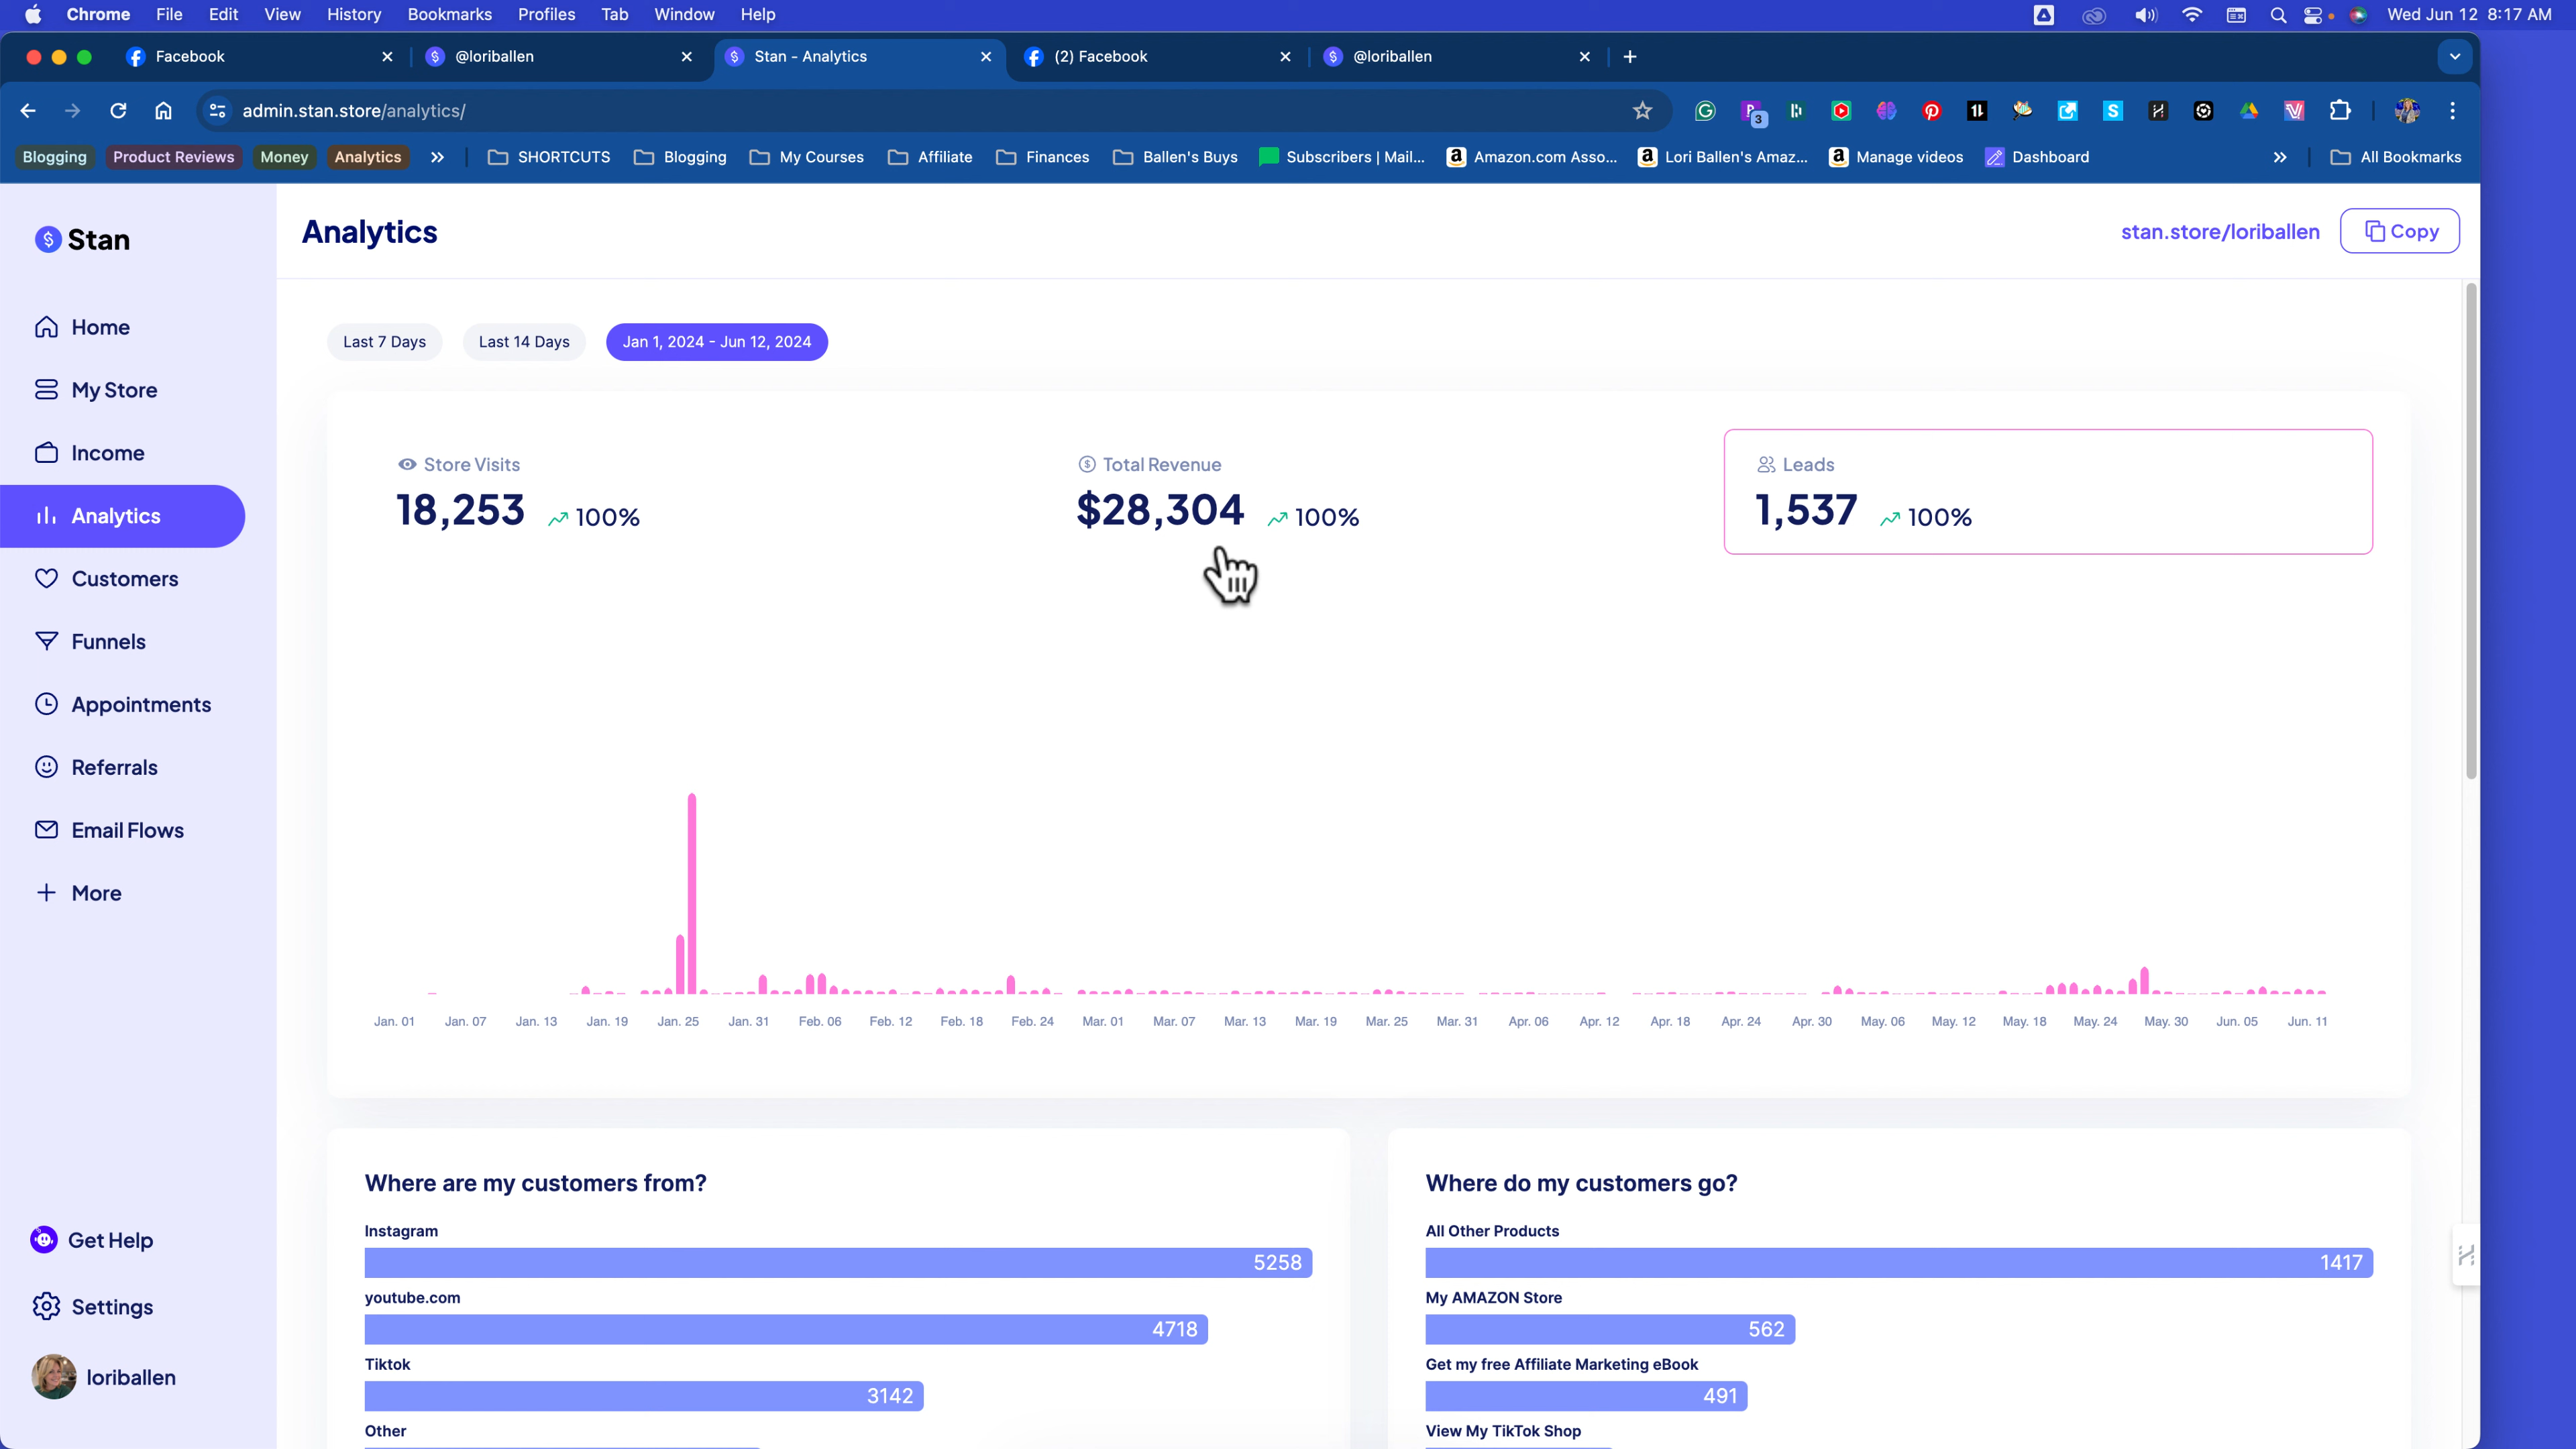 Chrome File Edit View History Bookmarks Profiles Tab Window Help Wed Jun 12 8:17 AM
Facebook @loriballen Stan - Analytics (2) Facebook @loriballen
admin.stan.store/analytics/ 3
Blogging Product Reviews Money Analytics SHORTCUTS Blogging My Courses Affiliate Finances Ballen's Buys Subscribers | Mail... Amazon.com Asso... Lori Ballen's Amaz... Manage videos Dashboard All Bookmarks
Stan
Analytics
stan.store/loriballen
Copy
Home
My Store
Income
Analytics
Customers
Funnels
Appointments
Referrals
Email Flows
More
Get Help
Settings
loriballen
Last 7 Days Last 14 Days Jan 1, 2024 - Jun 12, 2024
Store Visits
18,253 100%
Total Revenue
$28,304 100%
Leads
1,537 100%
Jan. 01 Jan. 07 Jan. 13 Jan. 19 Jan. 25 Jan. 31 Feb. 06 Feb. 12 Feb. 18 Feb. 24 Mar. 01 Mar. 07 Mar. 13 Mar. 19 Mar. 25 Mar. 31 Apr. 06 Apr. 12 Apr. 18 Apr. 24 Apr. 30 May. 06 May. 12 May. 18 May. 24 May. 30 Jun. 05 Jun. 11
Where are my customers from?
Instagram
5258
youtube.com
4718
Tiktok
3142
Other
Where do my customers go?
All Other Products
1417
My AMAZON Store
562
Get my free Affiliate Marketing eBook
491
View My TikTok Shop